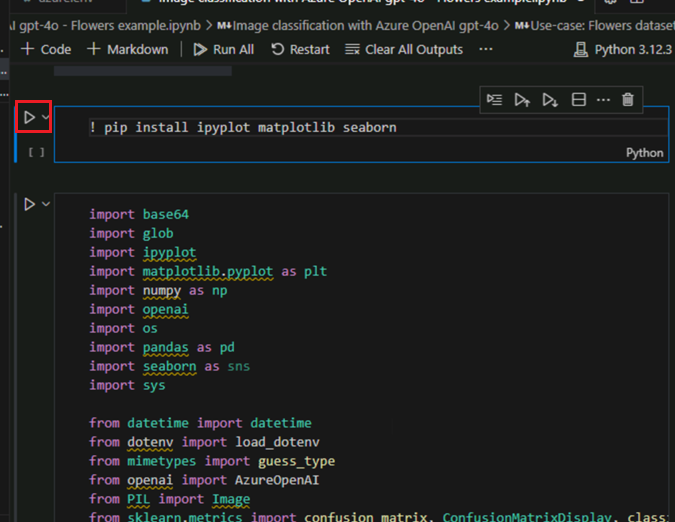 azure.env
Image classification with Azure OpenAI gpt-4o - Flowers example.ipynb
AI gpt-4o - Flowers example.ipynb > M↓Image classification with Azure OpenAI gpt-4o > M↓Use-case: Flowers dataset
+ Code + Markdown Run All Restart Clear All Outputs ... Python 3.12.3
! pip install ipyplot matplotlib seaborn
[ ] Python
import base64
import glob
import ipyplot
import matplotlib.pyplot as plt
import numpy as np
import openai
import os
import pandas as pd
import seaborn as sns
import sys
from datetime import datetime
from dotenv import load_dotenv
from mimetypes import guess_type
from openai import AzureOpenAI
from PIL import Image
from sklearn.metrics import confusion_matrix, ConfusionMatrixDisplay, class